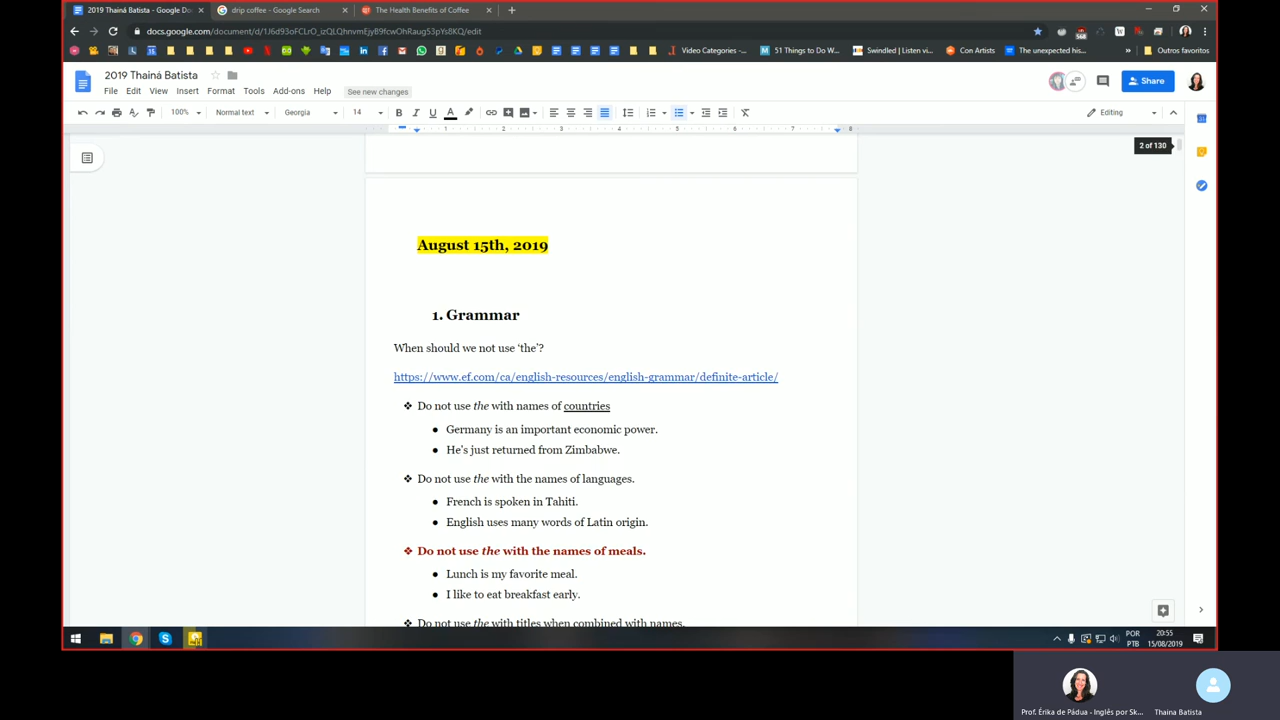 2019 Thainá Batista - Google Do
drip coffee - Google Search
The Health Benefits of Coffee
docs.google.com/document/d/1J6d93oFCLrO_izQLQhnvmEjyB9fcwOhRaug53pYs8KQ/edit
Video Categories -...
51 Things to Do W...
Swindled | Listen vi...
Con Artists
The unexpected his...
Outros favoritos
2019 Thainá Batista
File Edit View Insert Format Tools Add-ons Help See new changes
Share
100% Normal text Georgia 14 Editing
1 2 3 4 5 6 7 8
2 of 130
August 15th, 2019
1. Grammar
When should we not use ‘the’?
https://www.ef.com/ca/english-resources/english-grammar/definite-article/
❖ Do not use the with names of countries
● Germany is an important economic power.
● He's just returned from Zimbabwe.
❖ Do not use the with the names of languages.
● French is spoken in Tahiti.
● English uses many words of Latin origin.
❖ Do not use the with the names of meals.
● Lunch is my favorite meal.
● I like to eat breakfast early.
Do not use the with titles when combined with names.
POR
PTB
20:55
15/08/2019
Prof. Érika de Pádua - Inglês por Sk...
Thaina Batista